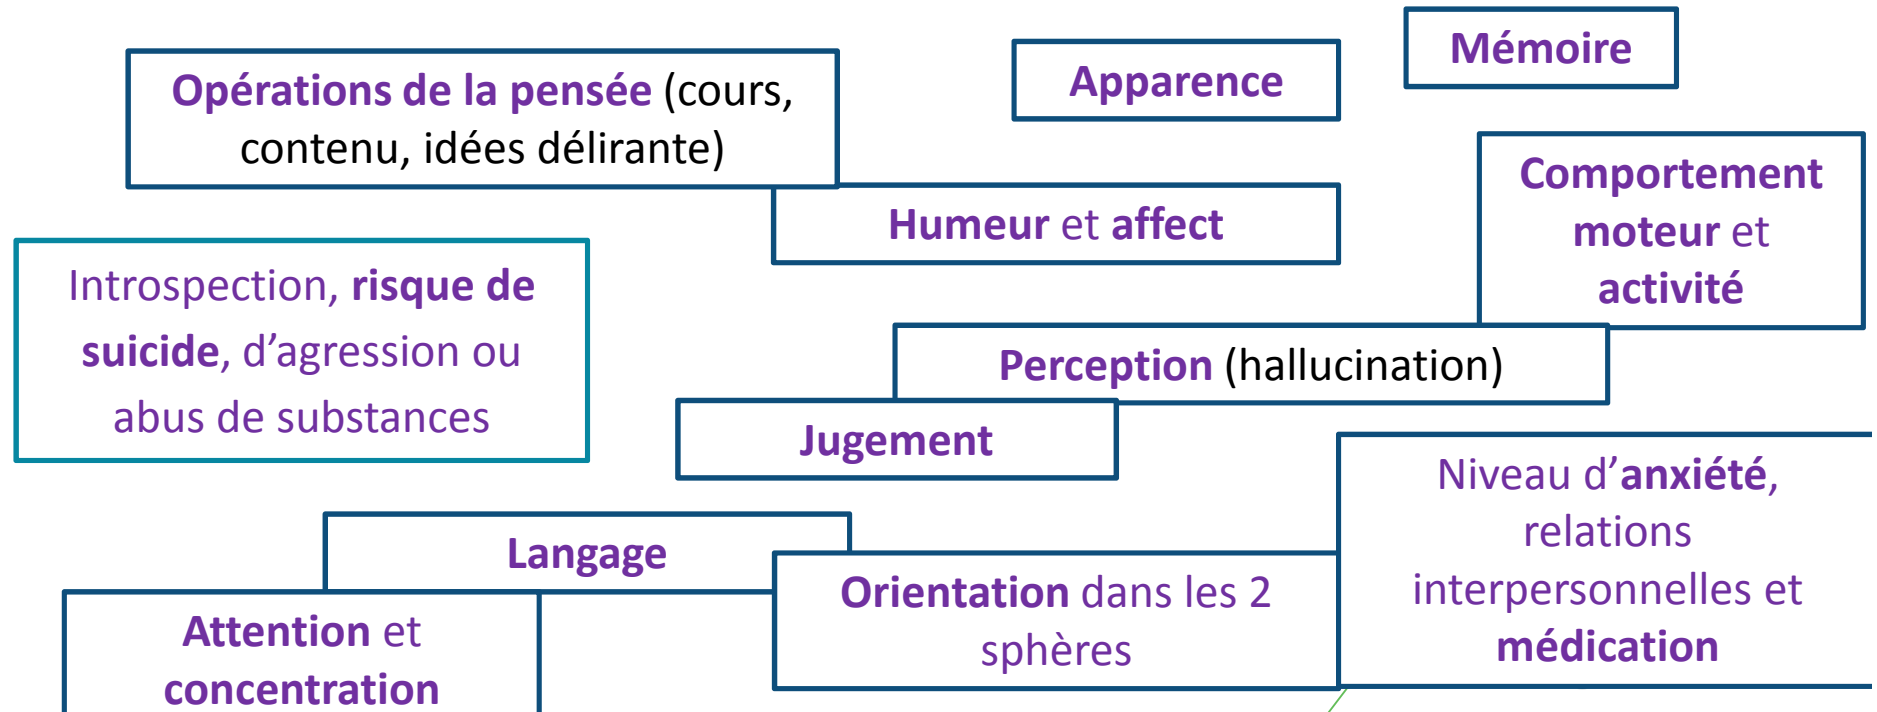 Mémoire
Apparence
Opérations de la pensée (cours,
contenu, idées délirante)
Comportement
moteur et
activité
Humeur et affect
Introspection, risque de
suicide, d’agression ou
abus de substances
Perception (hallucination)
Jugement
Niveau d’anxiété,
relations
interpersonnelles et
médication
Langage
Orientation dans les 2
sphères
Attention et
concentration